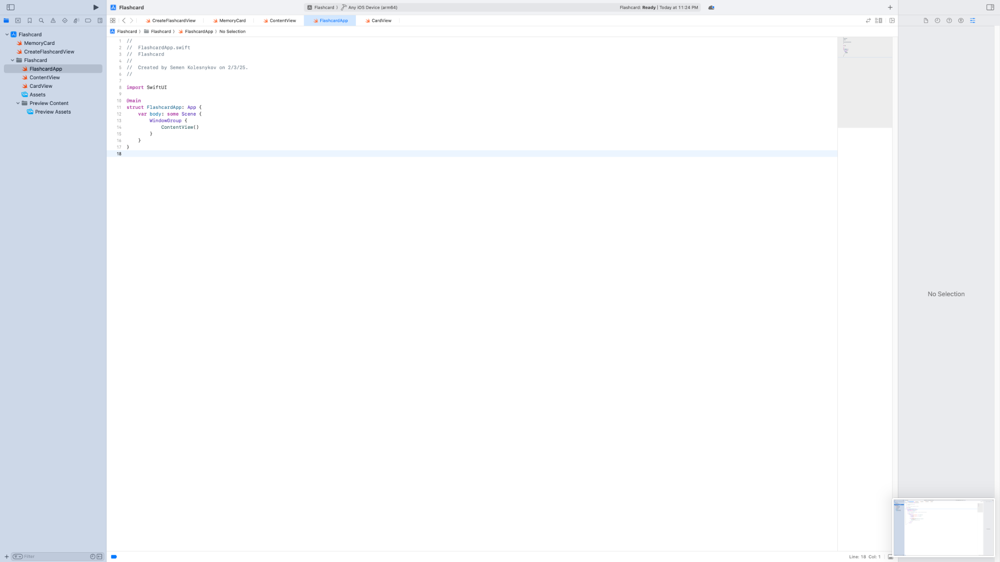 Flashcard
Flashcard 〉 Any iOS Device (arm64)
Flashcard: Ready | Today at 11:24 PM
CreateFlashcardView
MemoryCard
ContentView
FlashcardApp
CardView
Flashcard 〉 Flashcard 〉 FlashcardApp 〉 No Selection
Flashcard
MemoryCard
CreateFlashcardView
Flashcard
FlashcardApp
ContentView
CardView
Assets
Preview Content
Preview Assets
Filter
1 //
2 //  FlashcardApp.swift
3 //  Flashcard
4 //
5 //  Created by Semen Kolesnykov on 2/3/25.
6 //
7
8 import SwiftUI
9
10 @main
11 struct FlashcardApp: App {
12     var body: some Scene {
13         WindowGroup {
14             ContentView()
15         }
16     }
17 }
18
No Selection
Line: 18  Col: 1